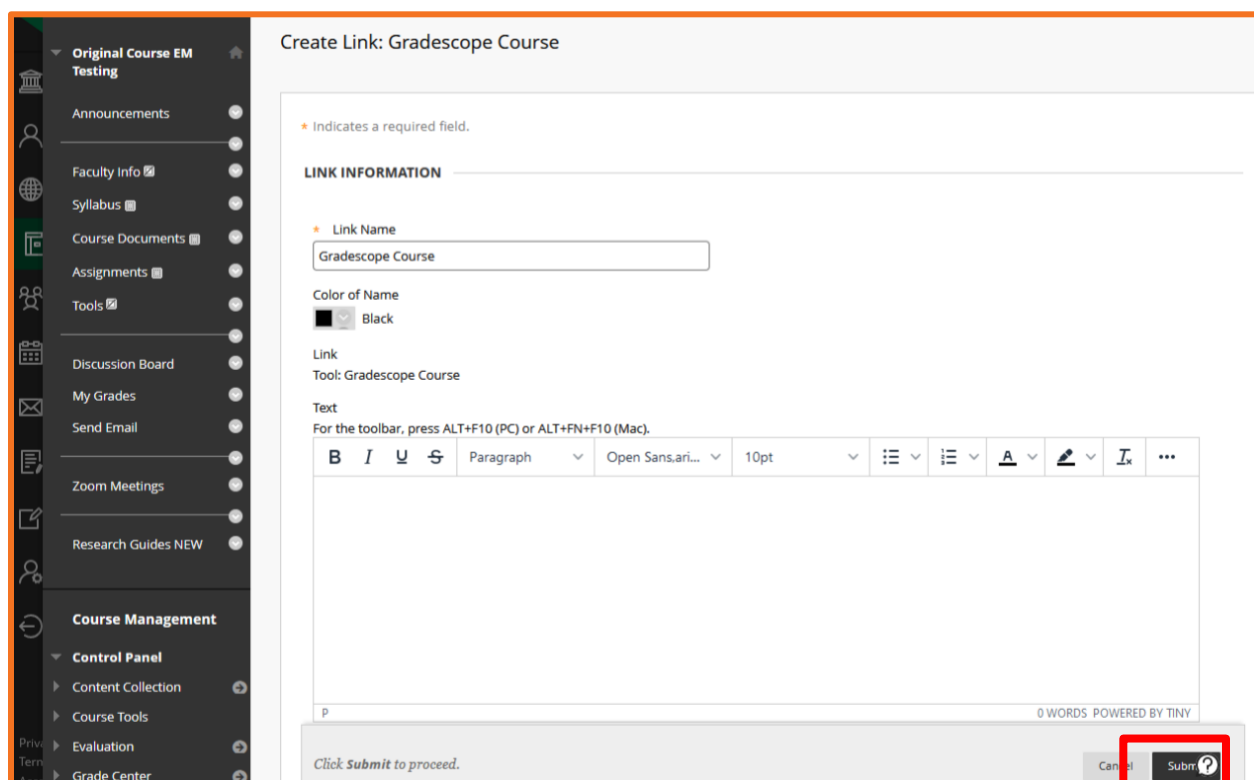 Original Course EM
Testing
Announcements
Faculty Info
Syllabus
Course Documents
Assignments
Tools
Discussion Board
My Grades
Send Email
Zoom Meetings
Research Guides NEW
Course Management
Control Panel
Content Collection
Course Tools
Evaluation
Grade Center
Create Link: Gradescope Course
* Indicates a required field.
LINK INFORMATION
* Link Name
Gradescope Course
Color of Name
Black
Link
Tool: Gradescope Course
Text
For the toolbar, press ALT+F10 (PC) or ALT+FN+F10 (Mac).
B I U S Paragraph Open Sans,ari... 10pt A
P 0 WORDS POWERED BY TINY
Click Submit to proceed.